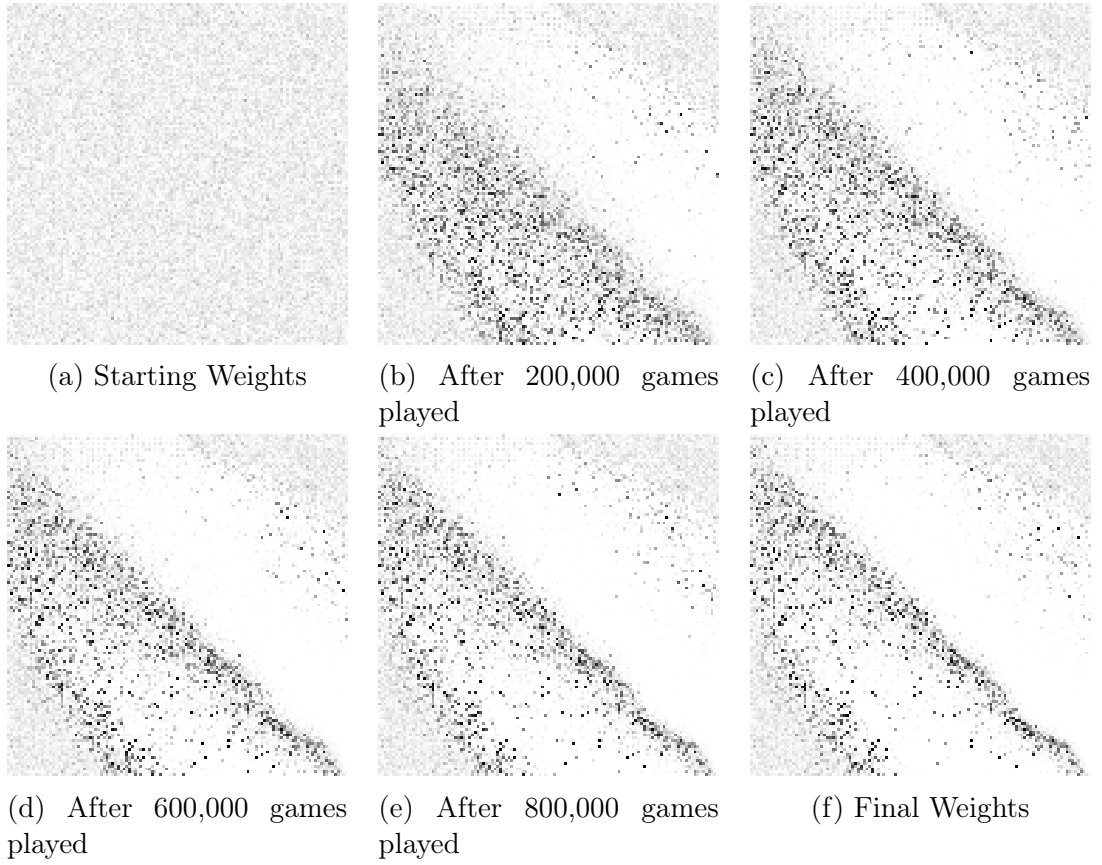 (a) Starting Weights
(b) After 200,000 games
played
(c) After 400,000 games
played
(d) After 600,000 games
played
(e) After 800,000 games
played
(f) Final Weights